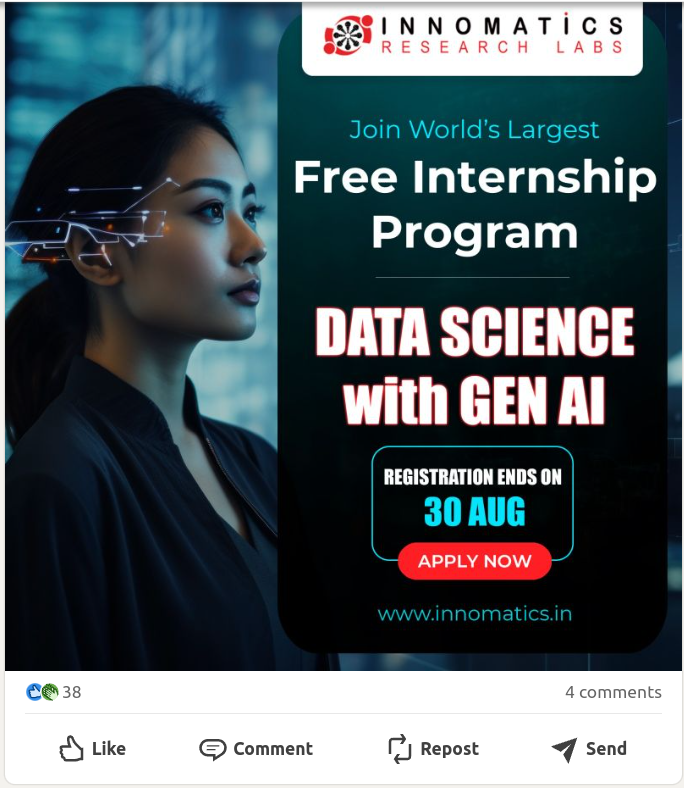 INNOMATICS
RESEARCH LABS
Join World's Largest
Free Internship
Program
DATA SCIENCE
with GEN AI
REGISTRATION ENDS ON
30 AUG
APPLY NOW
www.innomatics.in
38
4 comments
Like
Comment
Repost
Send